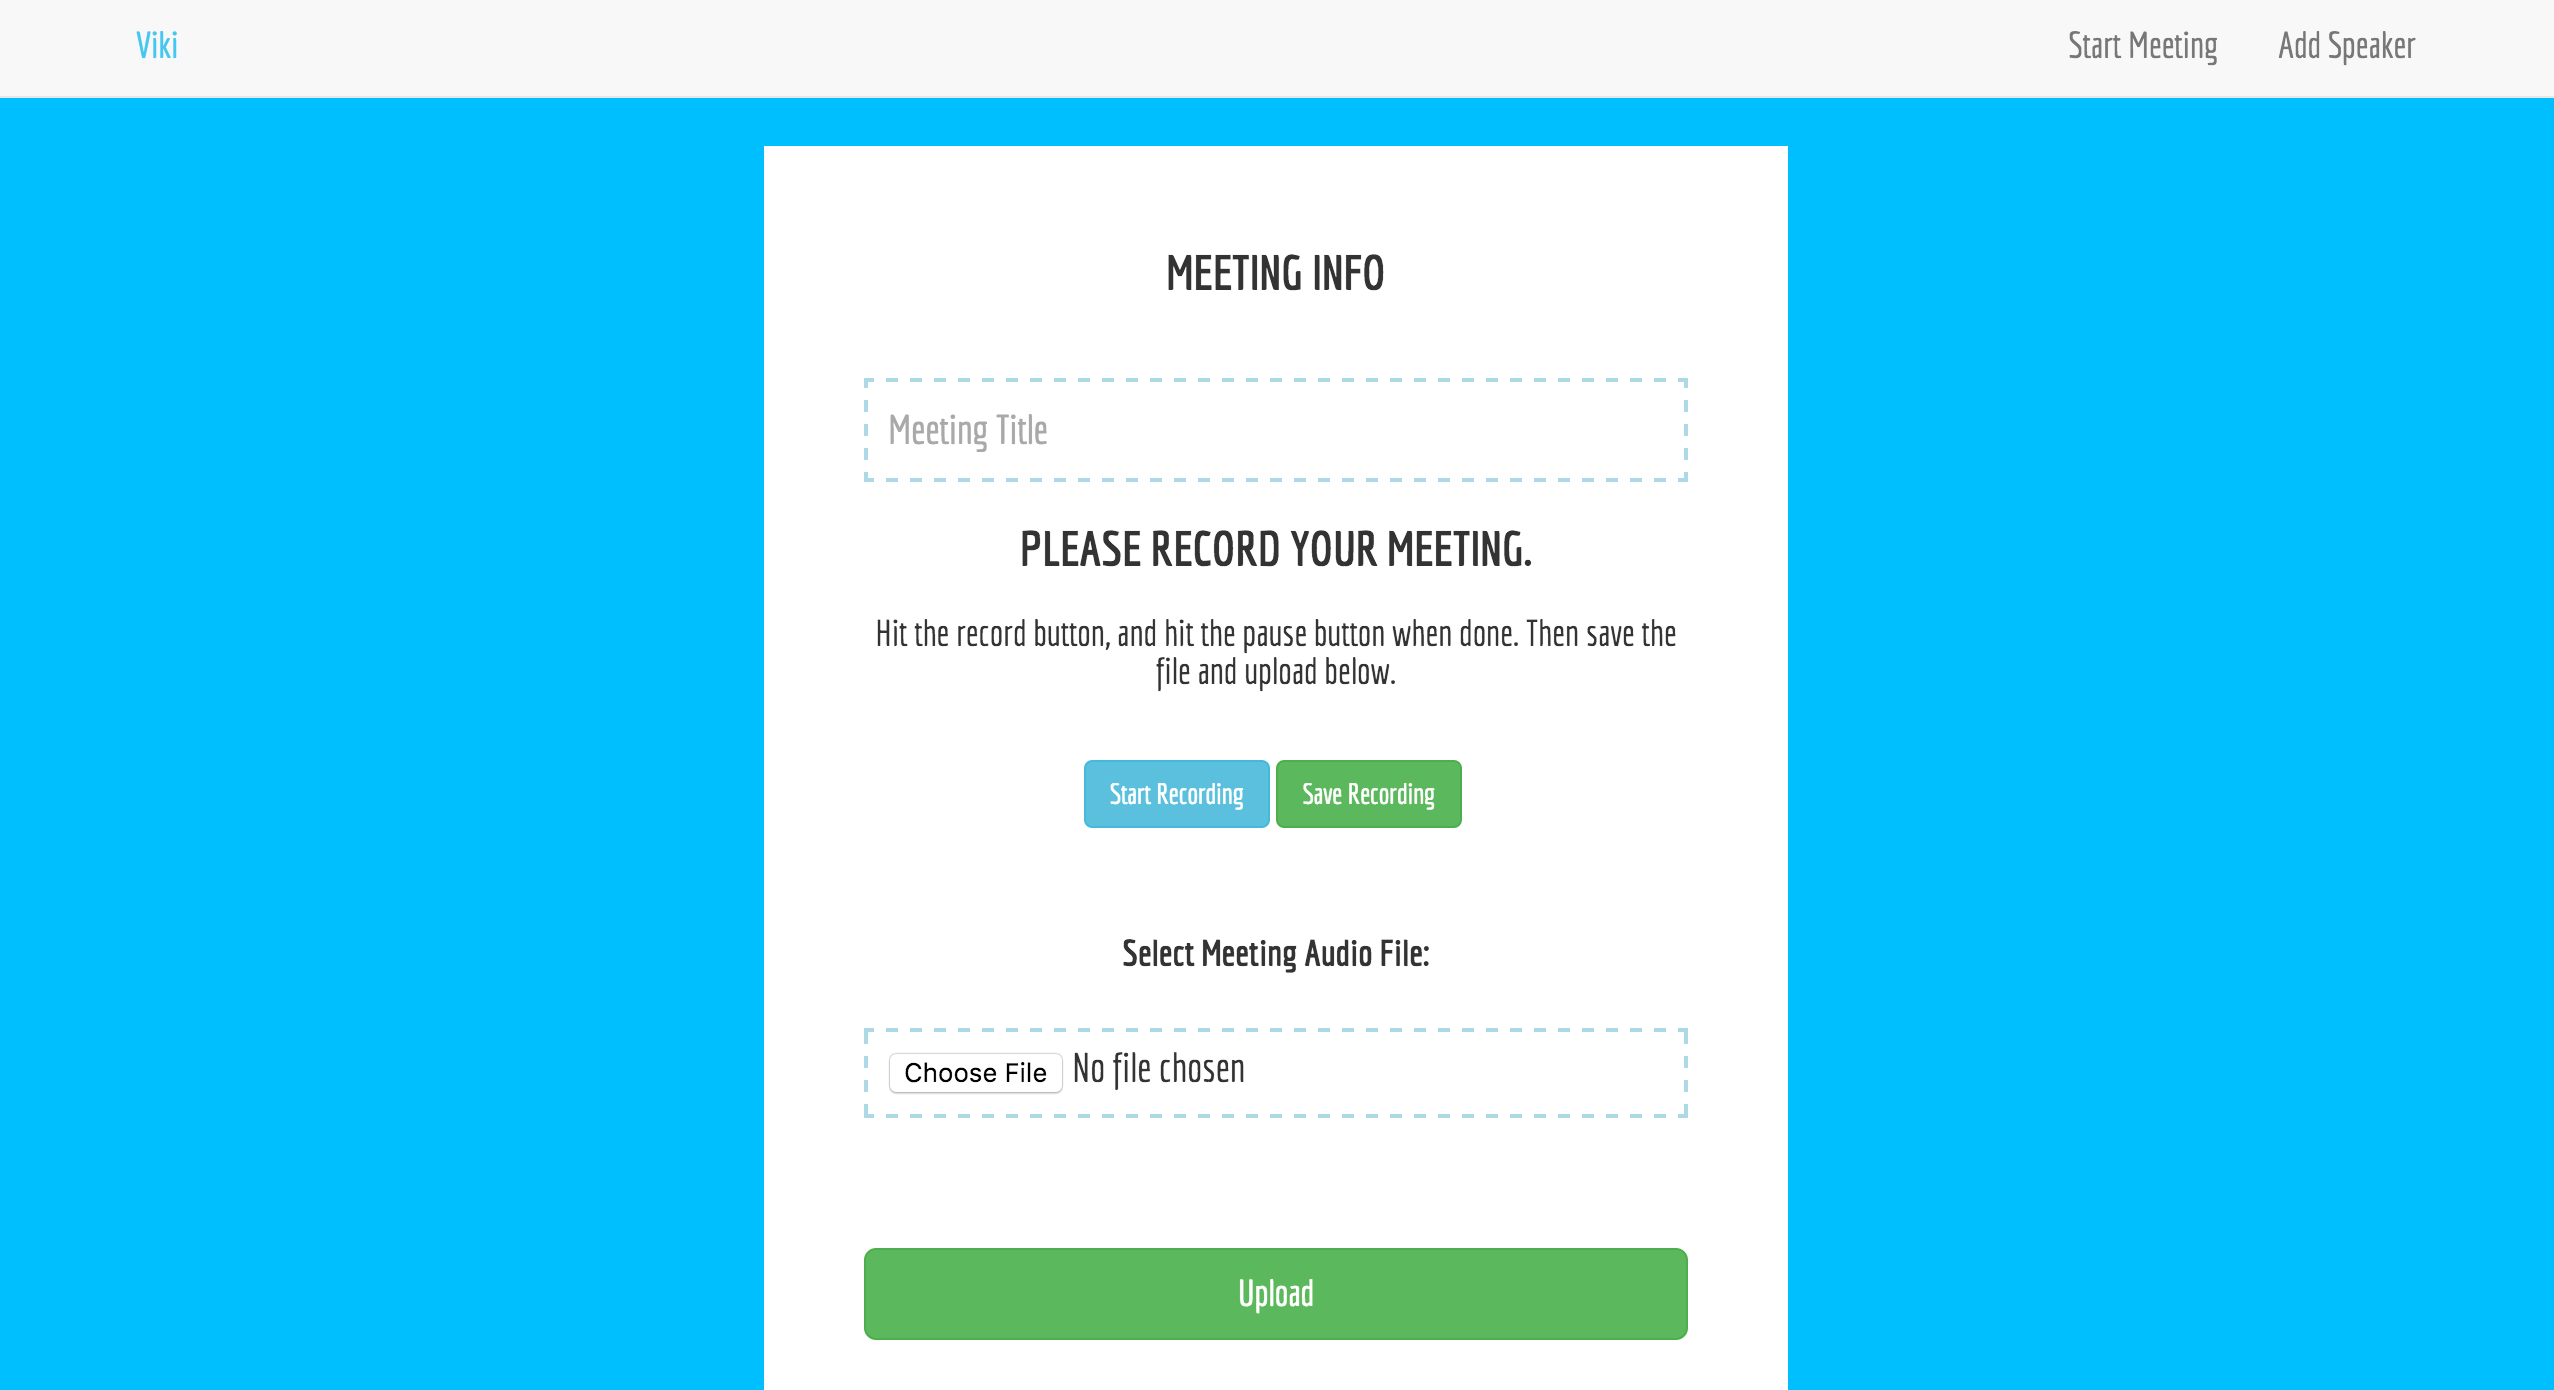 Viki
Start Meeting
Add Speaker
MEETING INFO
Meeting Title
PLEASE RECORD YOUR MEETING.
Hit the record button, and hit the pause button when done. Then save the
file and upload below.
Start Recording
Save Recording
Select Meeting Audio File:
Choose File No file chosen
Upload